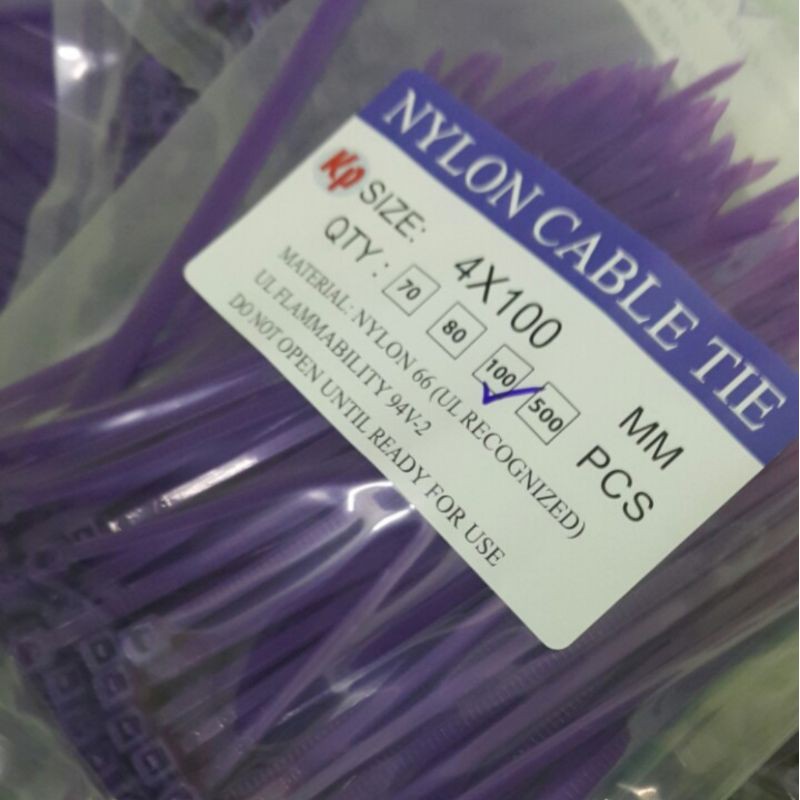 NYLON CABLE TIE
Kp SIZE: 4X100 MM
QTY : 70 80 100 500 PCS
MATERIAL: NYLON 66 (UL RECOGNIZED)
UL FLAMMABILITY 94V-2
DO NOT OPEN UNTIL READY FOR USE